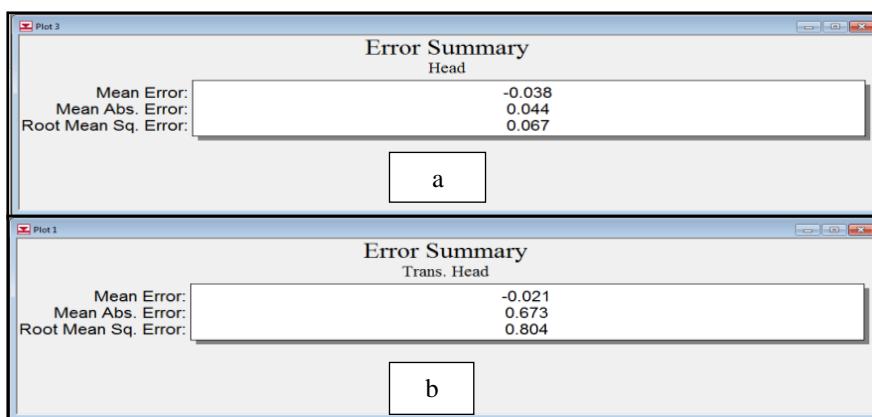 Plot 3
Error Summary
Head
Mean Error: -0.038
Mean Abs. Error: 0.044
Root Mean Sq. Error: 0.067
a
Plot 1
Error Summary
Trans. Head
Mean Error: -0.021
Mean Abs. Error: 0.673
Root Mean Sq. Error: 0.804
b